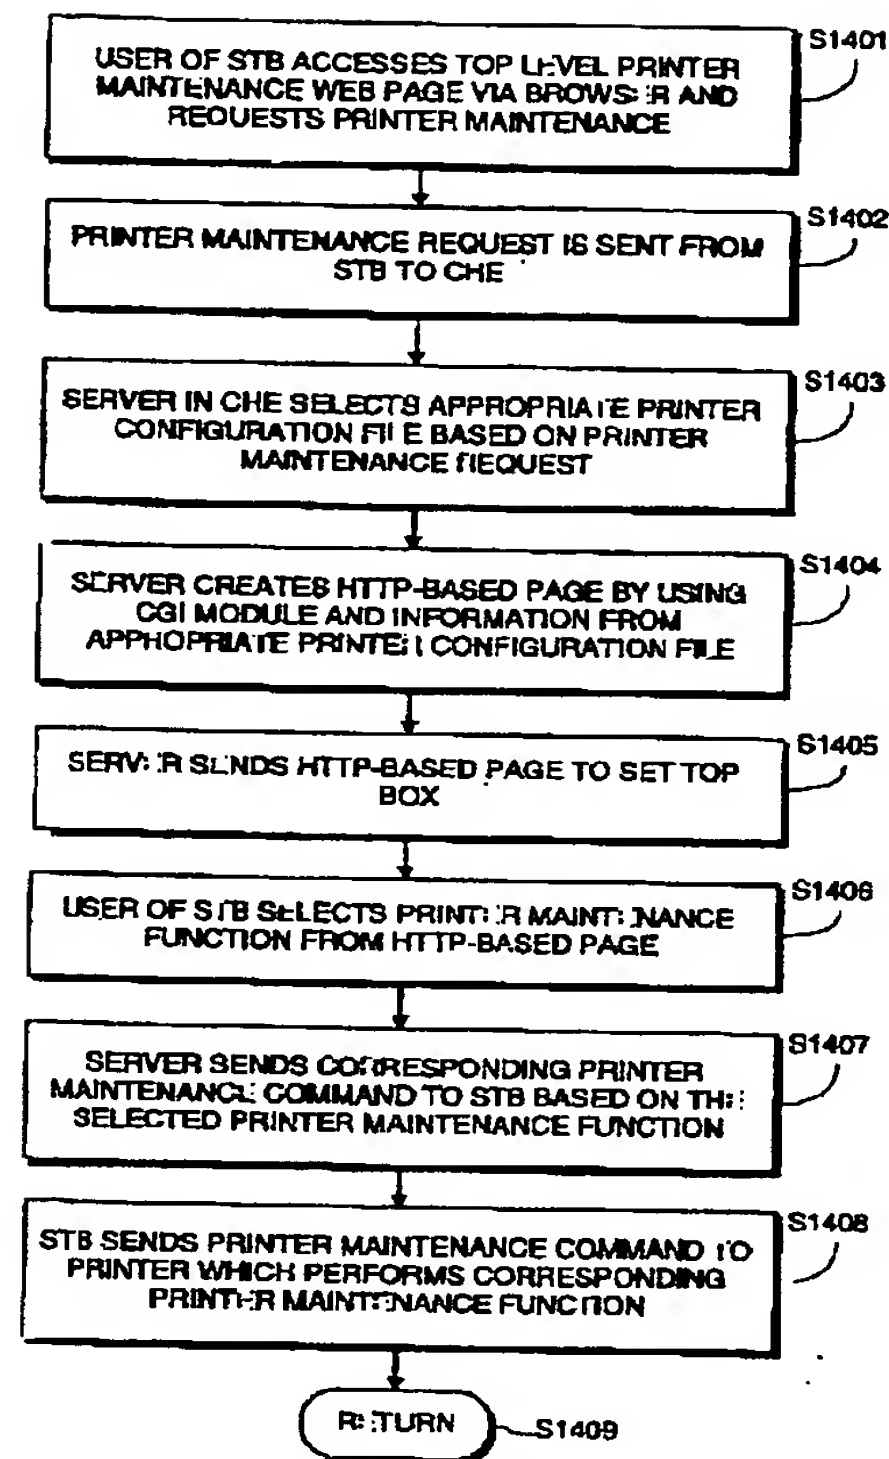 S1401
USER OF STB ACCESSES TOP LEVEL PRINTER
MAINTENANCE WEB PAGE VIA BROWSER AND
REQUESTS PRINTER MAINTENANCE
S1402
PRINTER MAINTENANCE REQUEST IS SENT FROM
STB TO CHE
S1403
SERVER IN CHE SELECTS APPROPRIATE PRINTER
CONFIGURATION FILE BASED ON PRINTER
MAINTENANCE REQUEST
S1404
SERVER CREATES HTTP-BASED PAGE BY USING
CGI MODULE AND INFORMATION FROM
APPROPRIATE PRINTER CONFIGURATION FILE
S1405
SERVER SENDS HTTP-BASED PAGE TO SET TOP
BOX
S1406
USER OF STB SELECTS PRINTER MAINTENANCE
FUNCTION FROM HTTP-BASED PAGE
S1407
SERVER SENDS CORRESPONDING PRINTER
MAINTENANCE COMMAND TO STB BASED ON THE
SELECTED PRINTER MAINTENANCE FUNCTION
S1408
STB SENDS PRINTER MAINTENANCE COMMAND TO
PRINTER WHICH PERFORMS CORRESPONDING
PRINTER MAINTENANCE FUNCTION
RETURN
S1409